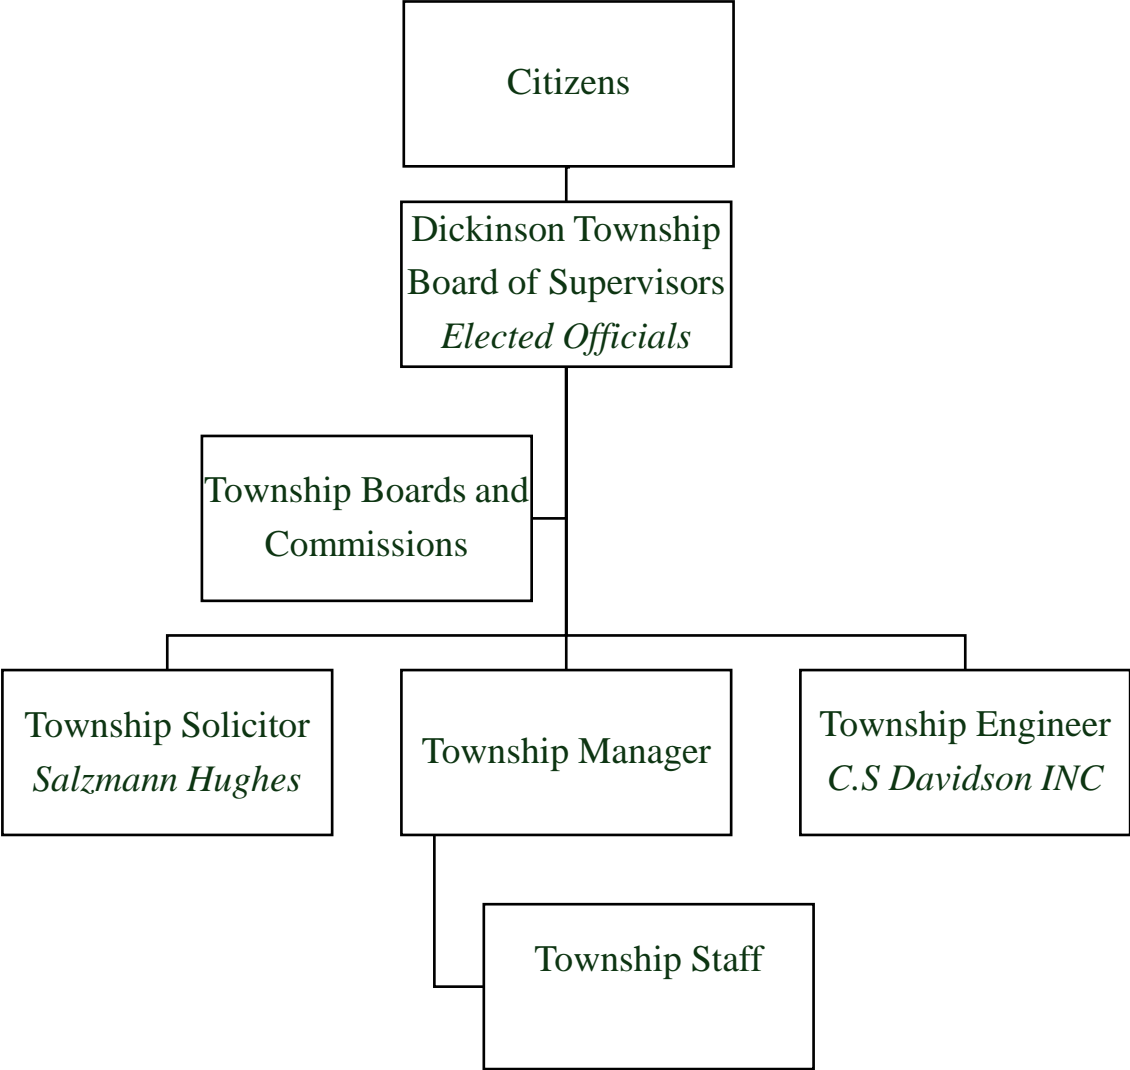 Citizens
Dickinson Township
Board of Supervisors
Elected Officials
Township Boards and
Commissions
Township Solicitor
Salzmann Hughes
Township Manager
Township Engineer
C.S Davidson INC
Township Staff